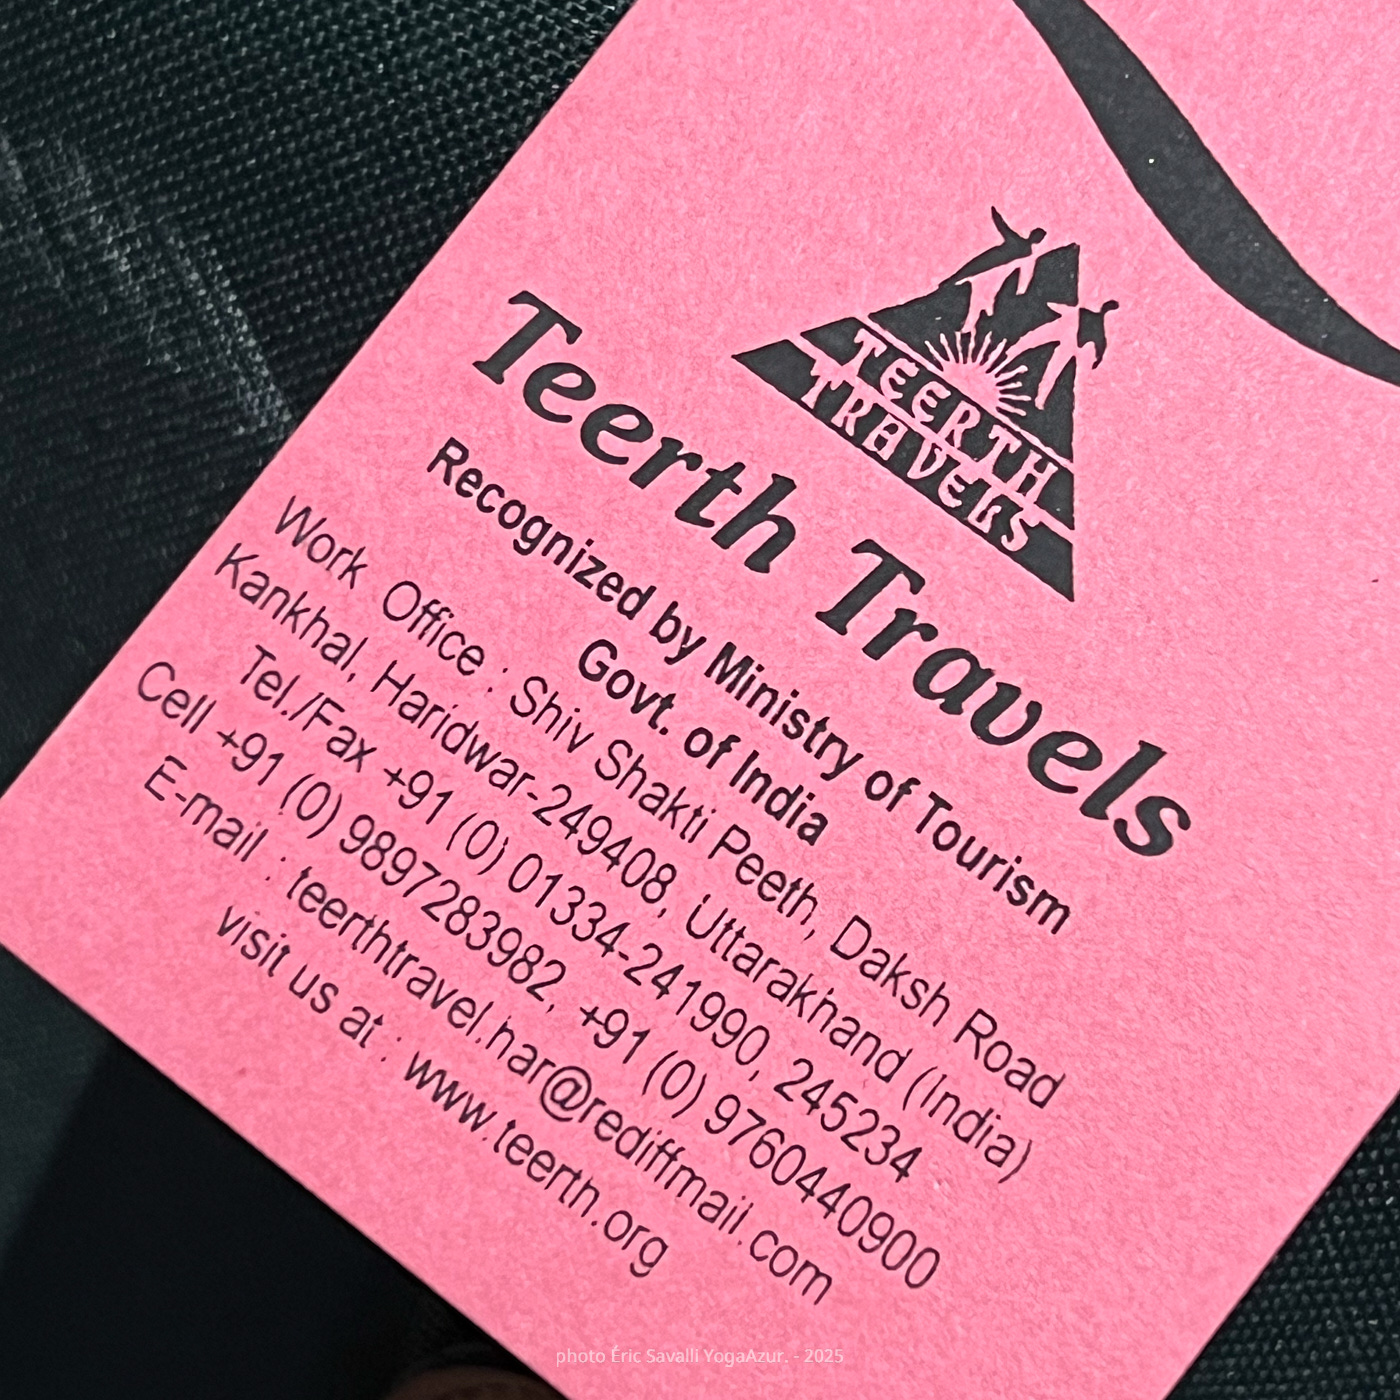 TEERTH
TRAVELS
Teerth Travels
Recognized by Ministry of Tourism
Govt. of India
Work Office : Shiv Shakti Peeth, Daksh Road
Kankhal, Haridwar-249408, Uttarakhand (India)
Tel./Fax +91 (0) 01334-241990, 245234
Cell +91 (0) 9897283982, +91 (0) 9760440900
E-mail : teerthtravel.har@rediffmail.com
visit us at : www.teerth.org
photo Éric Savalli YogaAzur. - 2025